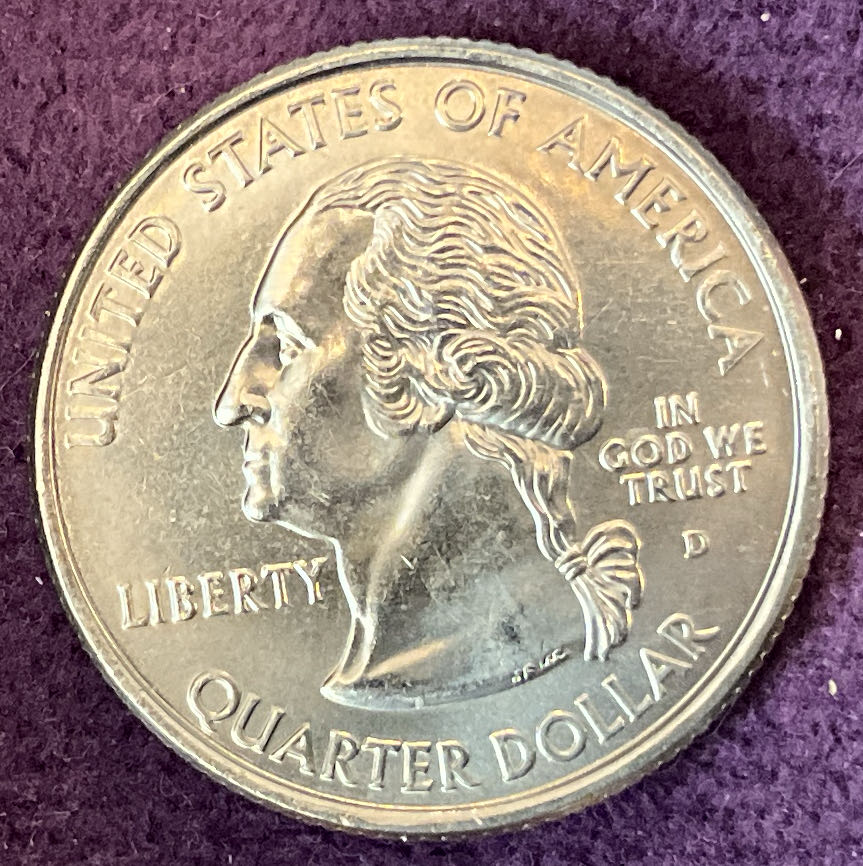 UNITED STATES OF AMERICA
IN
GOD WE
TRUST
D
LIBERTY
QUARTER DOLLAR